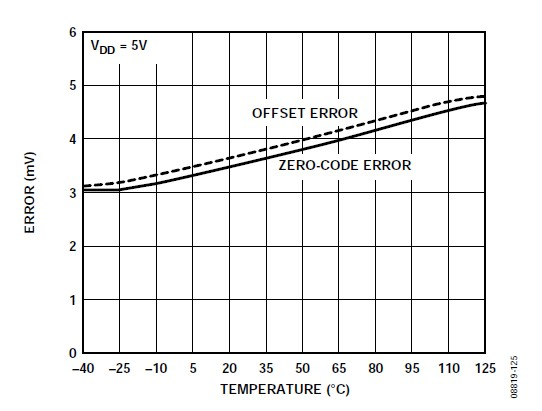 6
V_DD = 5V
5
OFFSET ERROR
4
ZERO-CODE ERROR
3
2
1
0
ERROR (mV)
–40 –25 –10 5 20 35 50 65 80 95 110 125
TEMPERATURE (°C)
08819-125